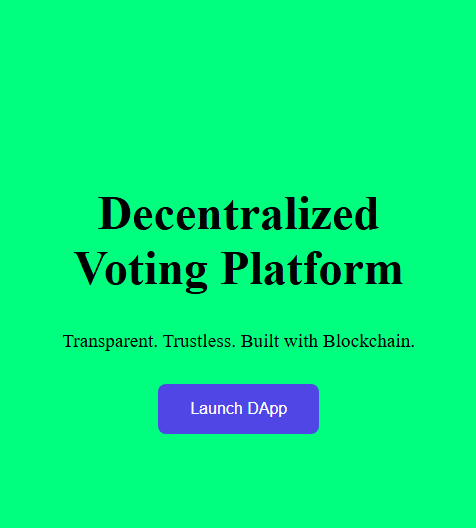 Decentralized
Voting Platform
Transparent. Trustless. Built with Blockchain.
Launch DApp